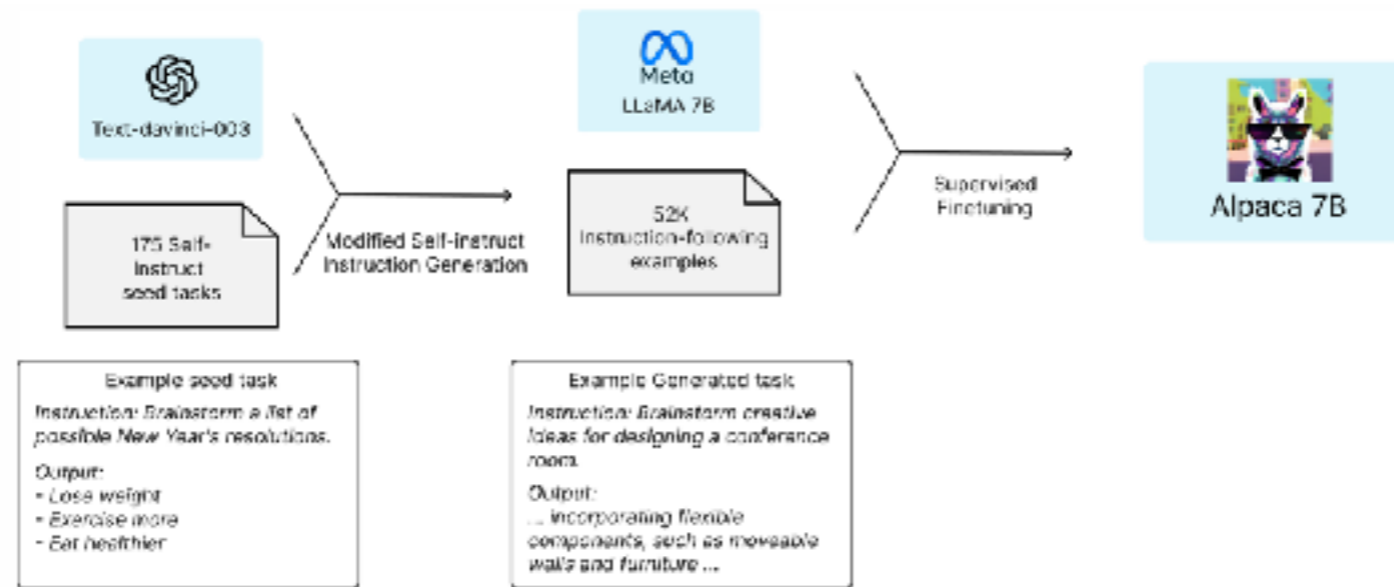 Text-davinci-003
175 Self-
Instruct
seed tasks
Modified Self-instruct
Instruction Generation
Meta
LLaMA 7B
52K
Instruction-following
examples
Supervised
Finetuning
Alpaca 7B
Example seed task
Instruction: Brainstorm a list of
possible New Year's resolutions.
Output:
- Lose weight
- Exercise more
- Eat healthier
Example Generated task
Instruction: Brainstorm creative
ideas for designing a conference
room.
Output:
... incorporating flexible
components, such as moveable
walls and furniture ...